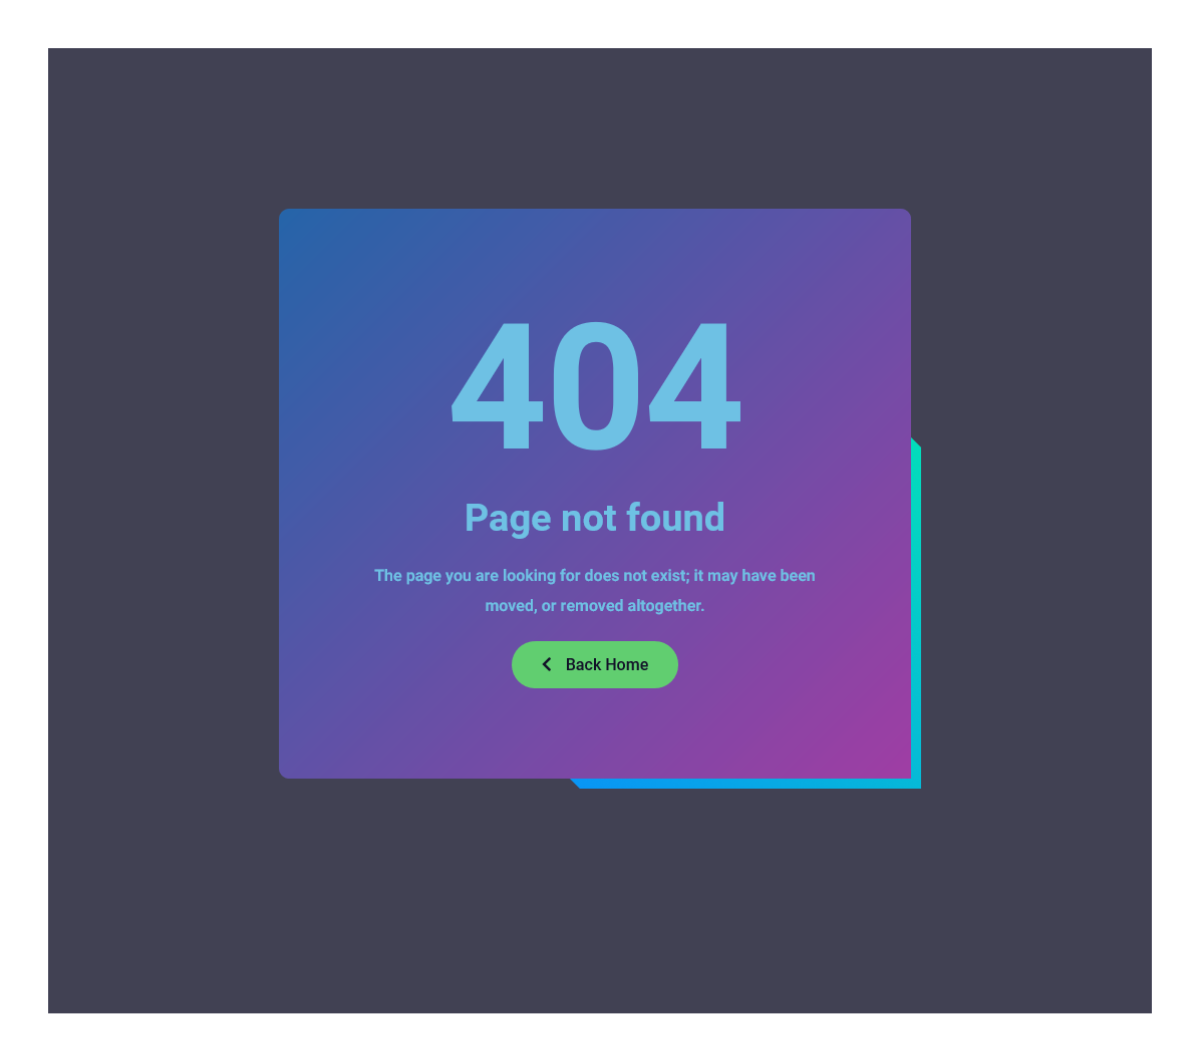 404
Page not found
The page you are looking for does not exist; it may have been
moved, or removed altogether.
Back Home